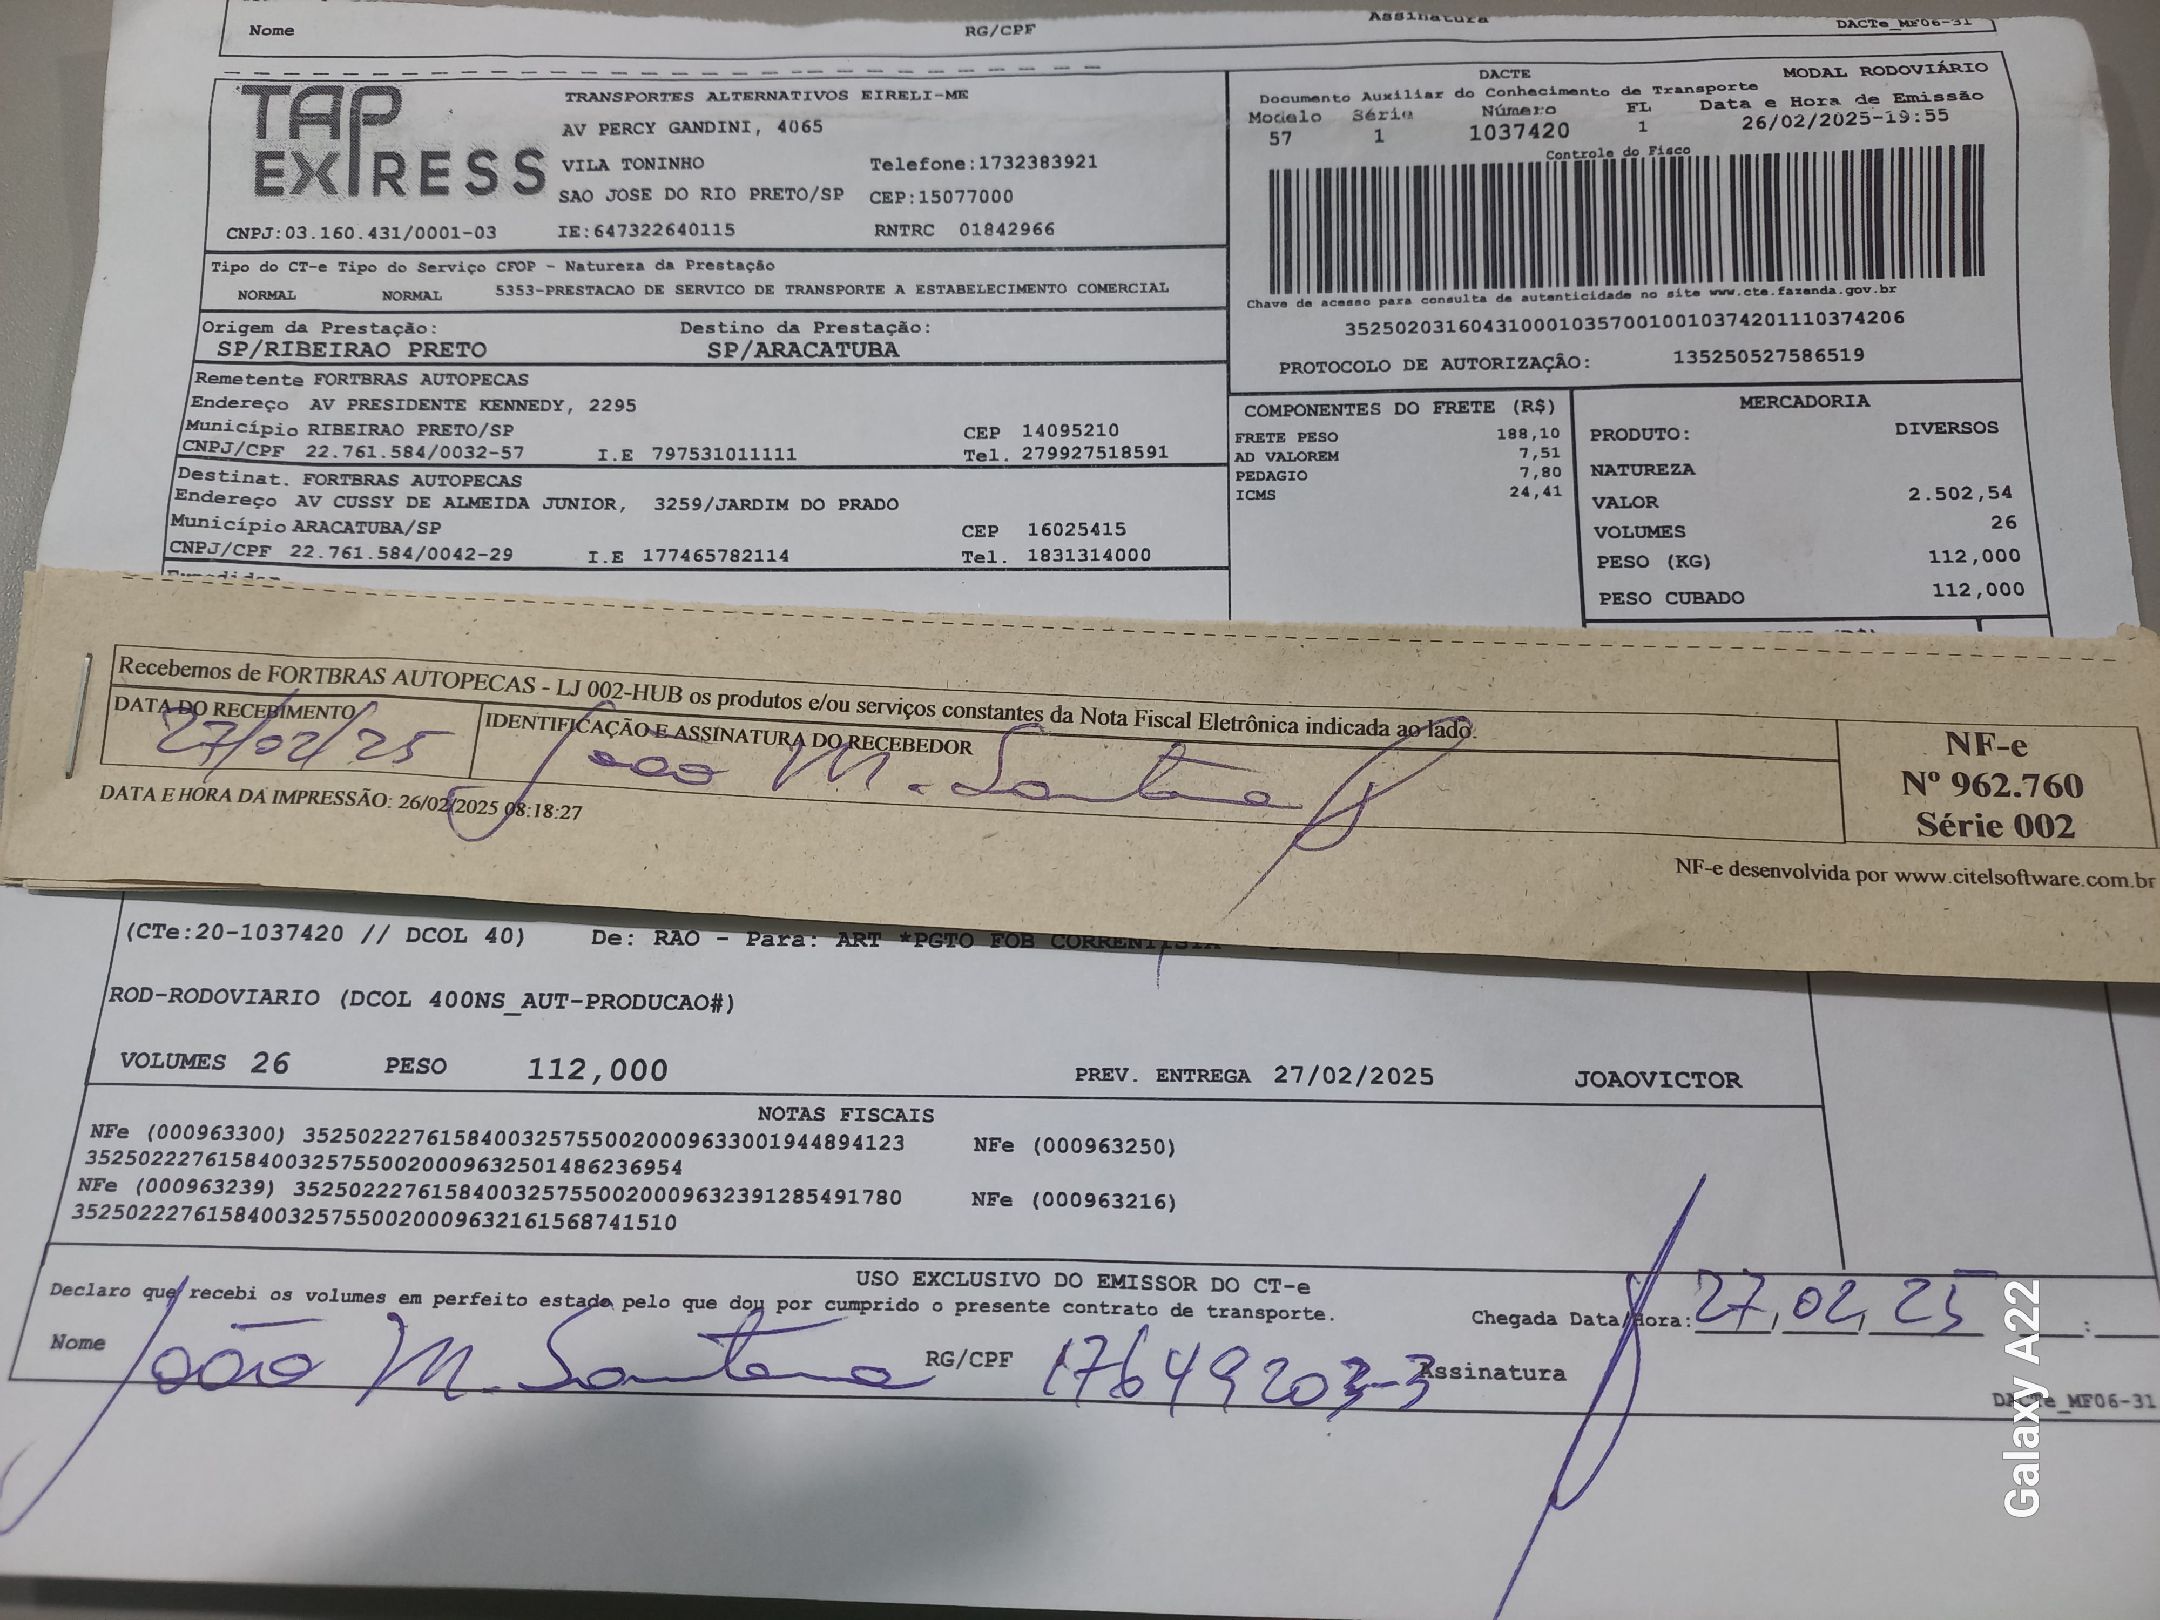 Nome RG/CPF Assinatura DACTe_MF06-31
TAP EXPRESS
TRANSPORTES ALTERNATIVOS EIRELI-ME
AV PERCY GANDINI, 4065
VILA TONINHO Telefone:1732383921
SAO JOSE DO RIO PRETO/SP CEP:15077000
CNPJ:03.160.431/0001-03 IE:647322640115 RNTRC 01842966
DACTE MODAL RODOVIÁRIO
Documento Auxiliar do Conhecimento de Transporte
Modelo Série Número FL Data e Hora de Emissão
57 1 1037420 1 26/02/2025-19:55
Controle do Fisco
Chave de acesso para consulta de autenticidade no site www.cte.fazenda.gov.br
35250203160431000103570010010374201110374206
PROTOCOLO DE AUTORIZAÇÃO: 135250527586519
Tipo do CT-e Tipo do Serviço CFOP - Natureza da Prestação
NORMAL NORMAL 5353-PRESTACAO DE SERVICO DE TRANSPORTE A ESTABELECIMENTO COMERCIAL
Origem da Prestação: Destino da Prestação:
SP/RIBEIRAO PRETO SP/ARACATUBA
Remetente FORTBRAS AUTOPECAS
Endereço AV PRESIDENTE KENNEDY, 2295
Município RIBEIRAO PRETO/SP CEP 14095210
CNPJ/CPF 22.761.584/0032-57 I.E 797531011111 Tel. 279927518591
Destinat. FORTBRAS AUTOPECAS
Endereço AV CUSSY DE ALMEIDA JUNIOR, 3259/JARDIM DO PRADO
Município ARACATUBA/SP CEP 16025415
CNPJ/CPF 22.761.584/0042-29 I.E 177465782114 Tel. 1831314000
COMPONENTES DO FRETE (R$)
FRETE PESO 188,10
AD VALOREM 7,51
PEDAGIO 7,80
ICMS 24,41
MERCADORIA
PRODUTO: DIVERSOS
NATUREZA
VALOR 2.502,54
VOLUMES 26
PESO (KG) 112,000
PESO CUBADO 112,000
Recebemos de FORTBRAS AUTOPECAS - LJ 002-HUB os produtos e/ou serviços constantes da Nota Fiscal Eletrônica indicada ao lado.
DATA DO RECEBIMENTO IDENTIFICAÇÃO E ASSINATURA DO RECEBEDOR
27/02/25 João M. Santana
DATA E HORA DA IMPRESSÃO: 26/02/2025 08:18:27
NF-e
Nº 962.760
Série 002
NF-e desenvolvida por www.citelsoftware.com.br
(CTe:20-1037420 // DCOL 40) De: RAO - Para: ART *PGTO FOB CORRENTISTA
ROD-RODOVIARIO (DCOL 400NS_AUT-PRODUCAO#)
VOLUMES 26 PESO 112,000 PREV. ENTREGA 27/02/2025 JOAOVICTOR
NOTAS FISCAIS
NFe (000963300) 35250222761584003257550020009633001944894123 NFe (000963250)
35250222761584003257550020009632501486236954
NFe (000963239) 35250222761584003257550020009632391285491780 NFe (000963216)
35250222761584003257550020009632161568741510
USO EXCLUSIVO DO EMISSOR DO CT-e
Declaro que recebi os volumes em perfeito estado pelo que dou por cumprido o presente contrato de transporte.
Chegada Data/Hora: 27,02,25 :
Nome João M. Santana RG/CPF 17649203-3 Assinatura
DACTe_MF06-31
Galaxy A22